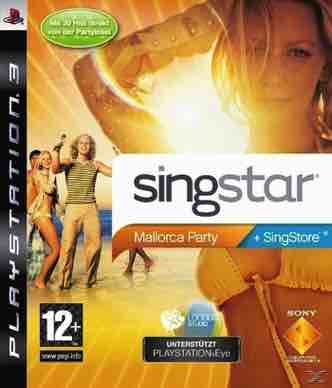 PLAYSTATION 3
Mit 30 Hits direkt
von der Partyinsel
singstar®
Mallorca Party
+ SingStore
12+
www.pegi.info
LONDON
STUDIO
UNTERSTÜTZT
PLAYSTATION®Eye
SONY